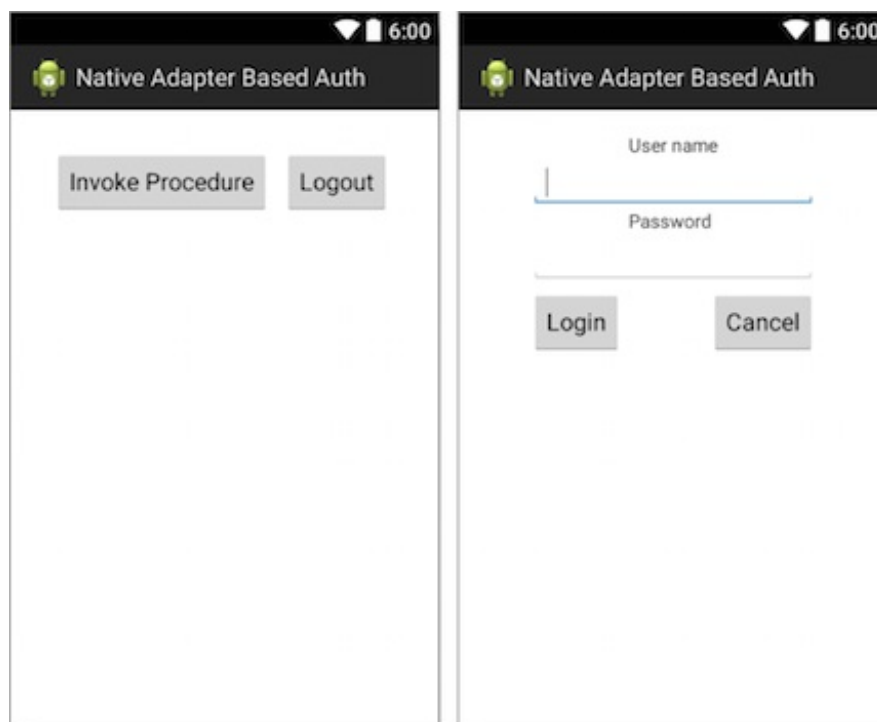 6:00
Native Adapter Based Auth
Invoke Procedure Logout
6:00
Native Adapter Based Auth
User name
Password
Login Cancel